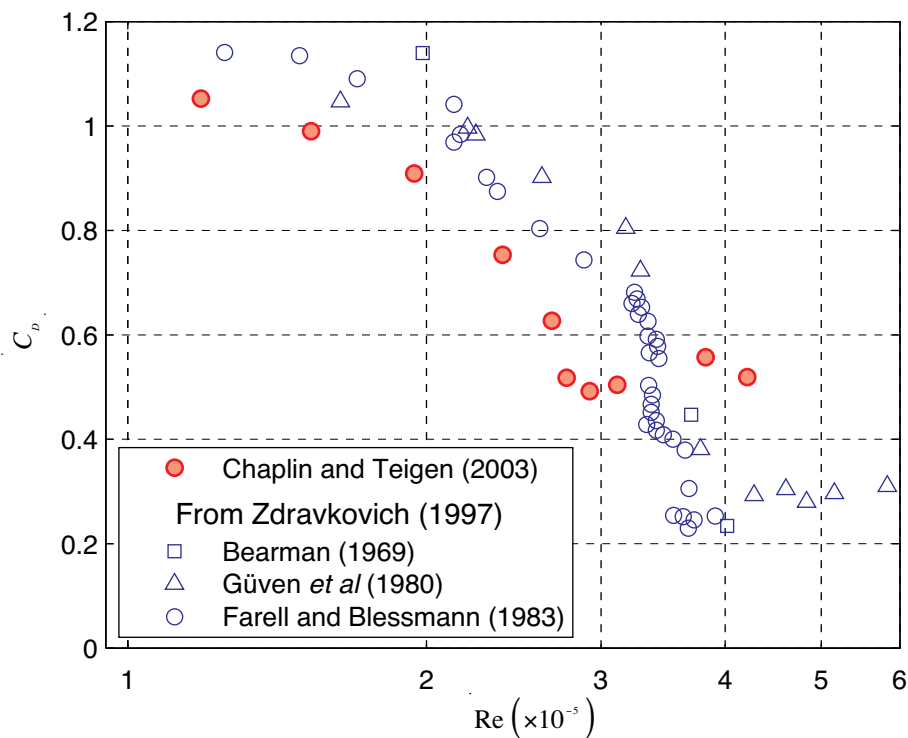 1.2
1
0.8
0.6
0.4
0.2
0
C_D
Chaplin and Teigen (2003)
From Zdravkovich (1997)
Bearman (1969)
Güven et al (1980)
Farell and Blessmann (1983)
1 2 3 4 5 6
Re (×10⁻⁵)